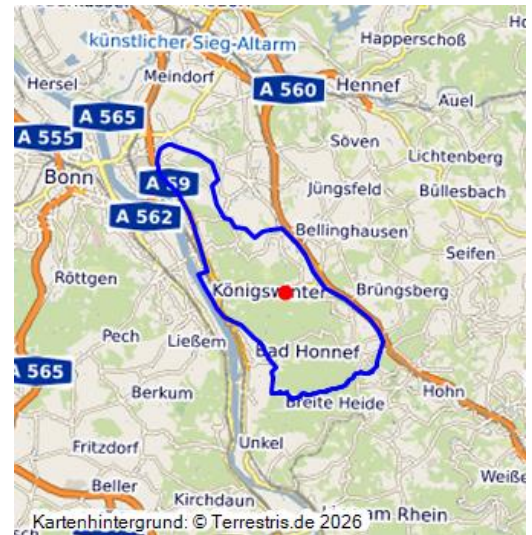 künstlicher Sieg-Altarm
Happerschoß
Meindorf
Hersel
A 560
Hennef
A 565
Auel
A 555
Söven
Lichtenberg
Bonn
A 59
Jüngsfeld
Büllesbach
A 562
Bellinghausen
Seifen
Röttgen
Königswinter
Brüngsberg
Pech
Ließem
Bad Honnef
A 565
Berkum
Hohn
Breite Heide
Fritzdorf
Unkel
Beller
Kirchdaun
am Rhein
Kartenhintergrund: © Terrestris.de 2026